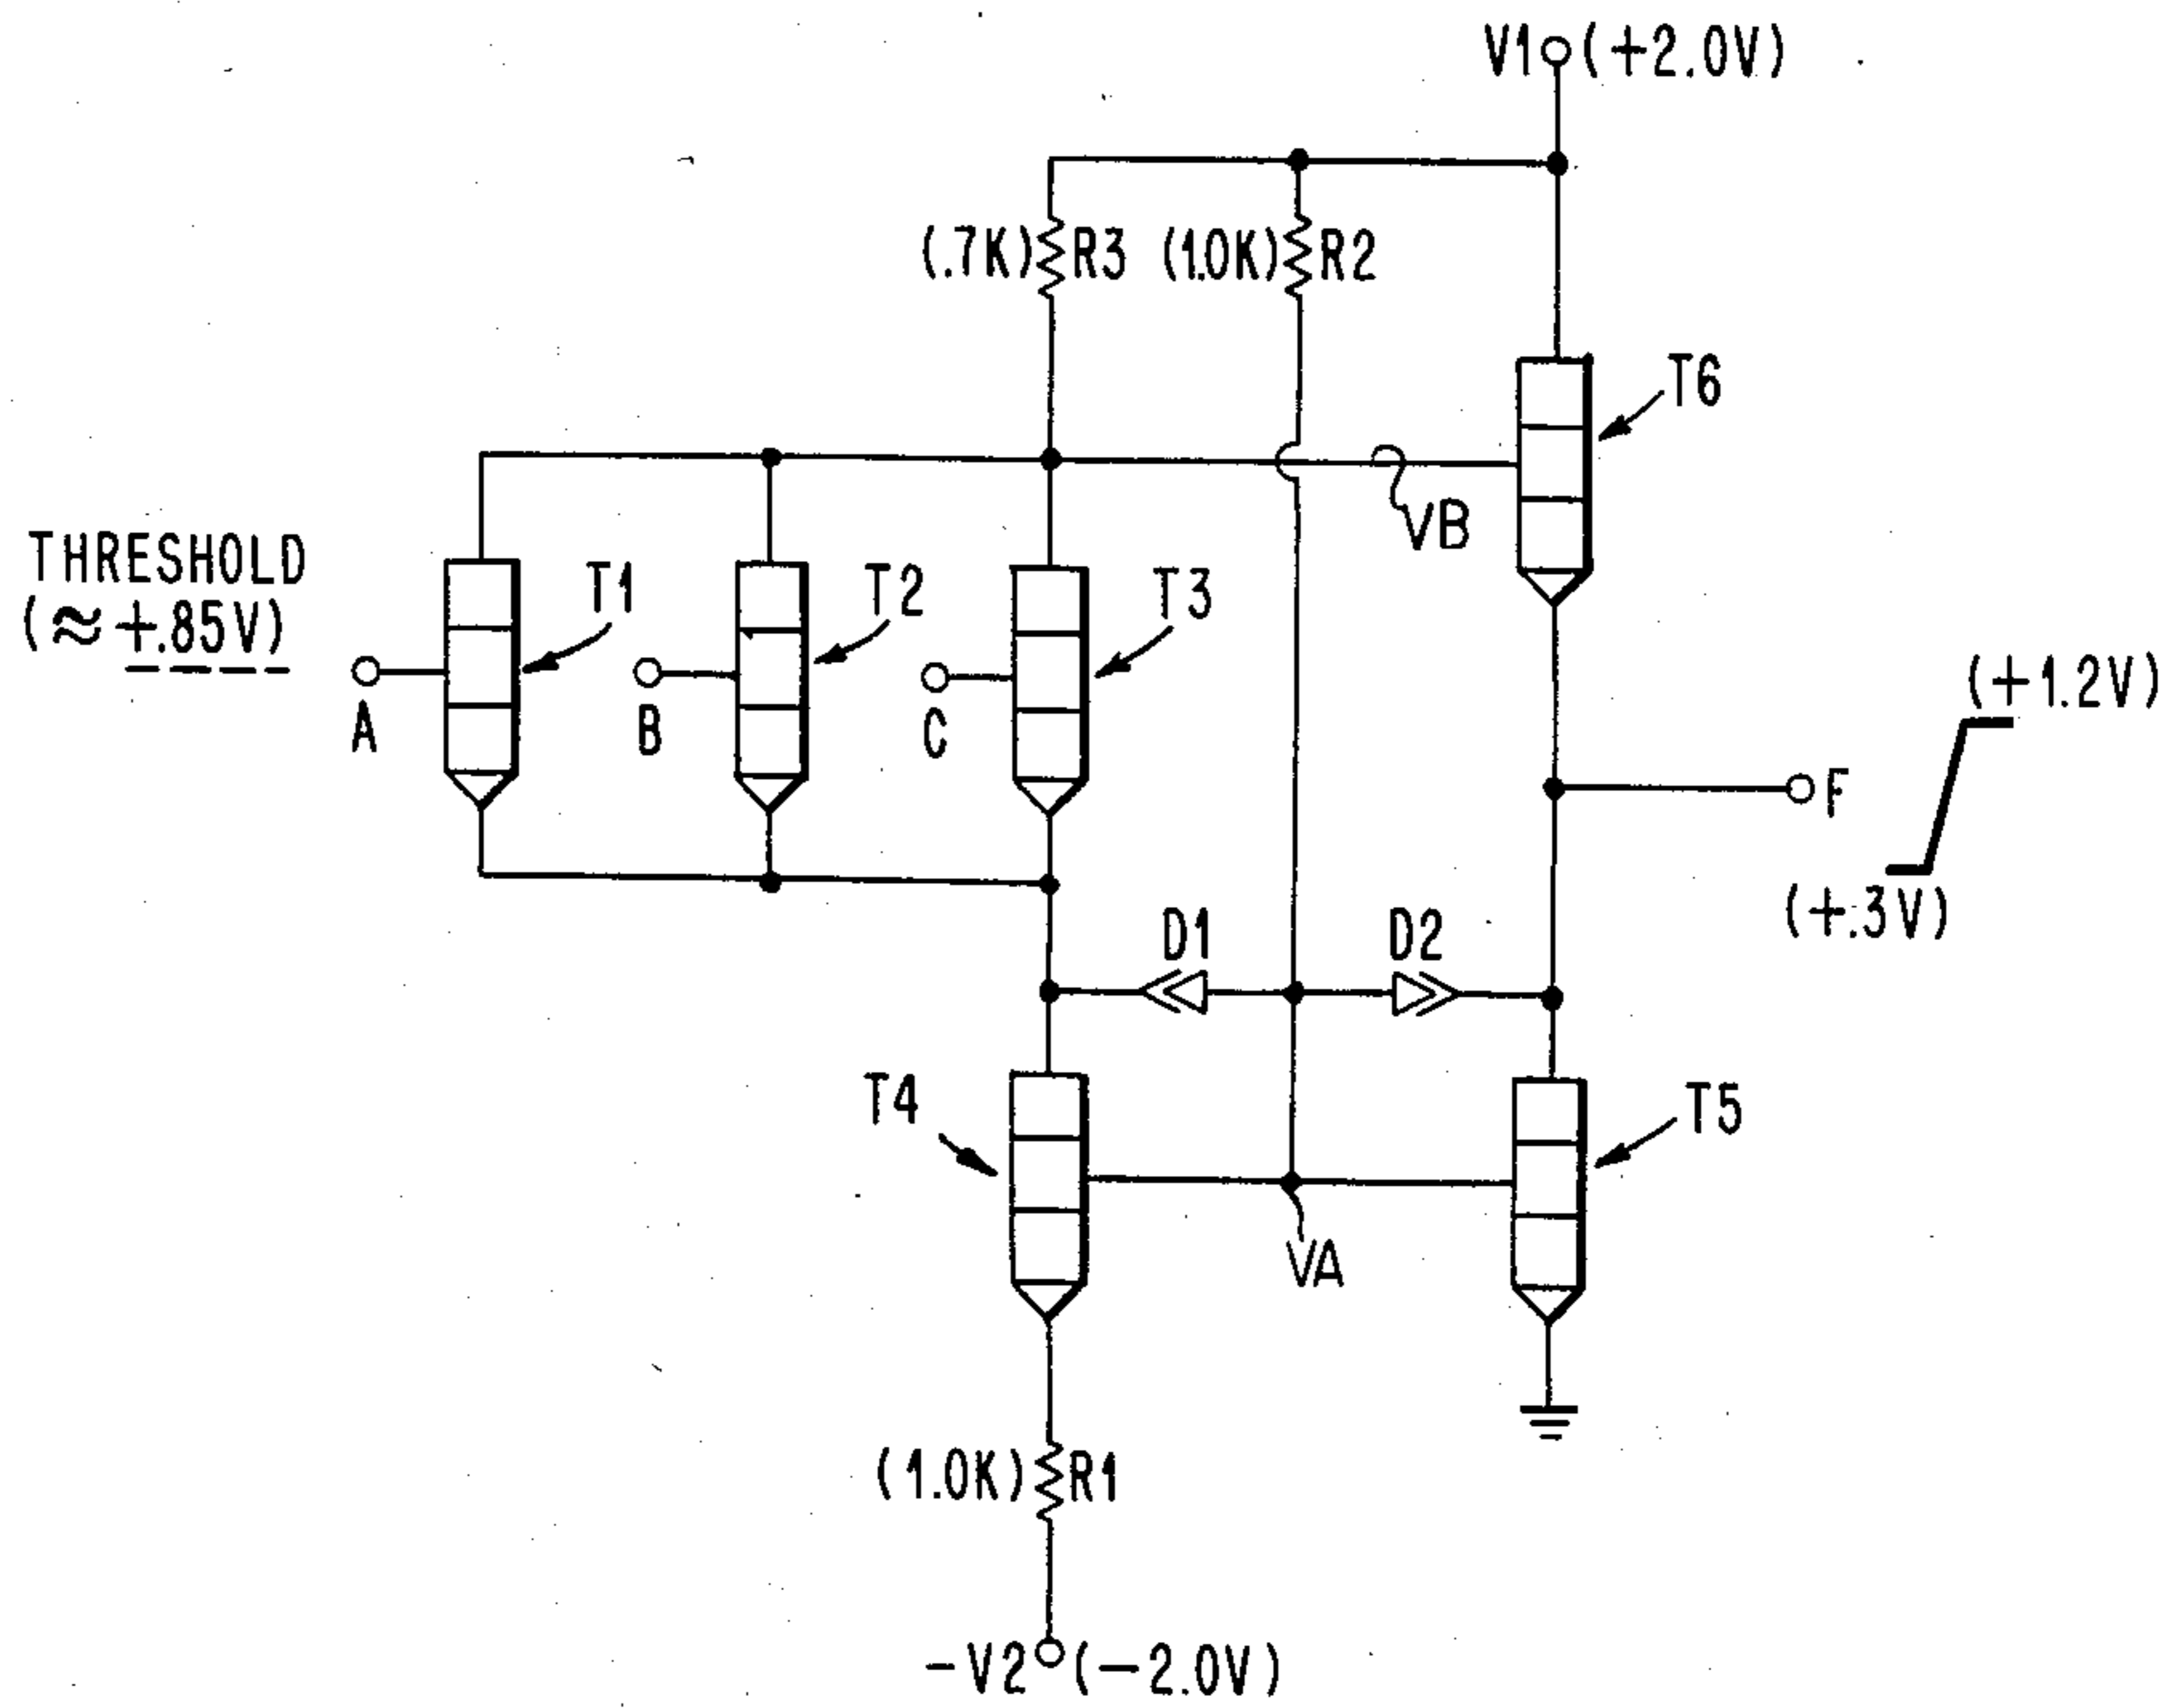 V1 (+2.0V)
(.7K) R3 (1.0K) R2
T6
VB
THRESHOLD
(≈+.85V)
T1
T2
T3
A
B
C
(+1.2V)
F
(+.3V)
D1
D2
T4
T5
VA
(1.0K) R1
-V2 (-2.0V)